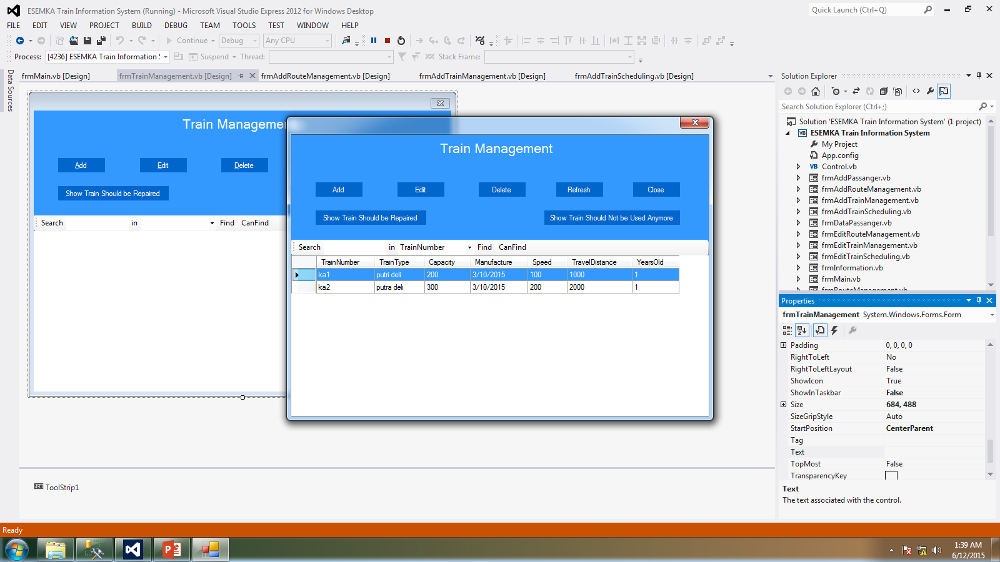 ESEMKA Train Information System (Running) - Microsoft Visual Studio Express 2012 for Windows Desktop
Quick Launch (Ctrl+Q)
FILE EDIT VIEW PROJECT BUILD DEBUG TEAM TOOLS TEST WINDOW HELP
Continue Debug Any CPU
Process: [4236] ESEMKA Train Information Suspend Thread: Stack Frame:
Data Sources
frmMain.vb [Design] frmTrainManagement.vb [Design] frmAddRouteManagement.vb [Design] frmAddTrainManagement.vb [Design] frmAddTrainScheduling.vb [Design]
Train Manageme
Add Edit Delete
Show Train Should be Repaired
Search in Find CanFind
Train Management
Add Edit Delete Refresh Close
Show Train Should be Repaired Show Train Should Not be Used Anymore
Search in TrainNumber Find CanFind
TrainNumber TrainType Capacity Manufacture Speed TravelDistance YearsOld
ka1 putri deli 200 3/10/2015 100 1000 1
ka2 putra deli 300 3/10/2015 200 2000 1
ToolStrip1
Solution Explorer
Search Solution Explorer (Ctrl+;)
Solution 'ESEMKA Train Information System' (1 project)
VB ESEMKA Train Information System
My Project
App.config
VB Control.vb
frmAddPassanger.vb
frmAddRouteManagement.vb
frmAddTrainManagement.vb
frmAddTrainScheduling.vb
frmDataPassanger.vb
frmEditRouteManagement.vb
frmEditTrainManagement.vb
frmEditTrainScheduling.vb
frmInformation.vb
frmMain.vb
frmRouteManagement.vb
Properties
frmTrainManagement System.Windows.Forms.Form
Padding 0, 0, 0, 0
RightToLeft No
RightToLeftLayout False
ShowIcon True
ShowInTaskbar False
Size 684, 488
SizeGripStyle Auto
StartPosition CenterParent
Tag
Text
TopMost False
TransparencyKey
Text
The text associated with the control.
Ready
1:39 AM
6/12/2015